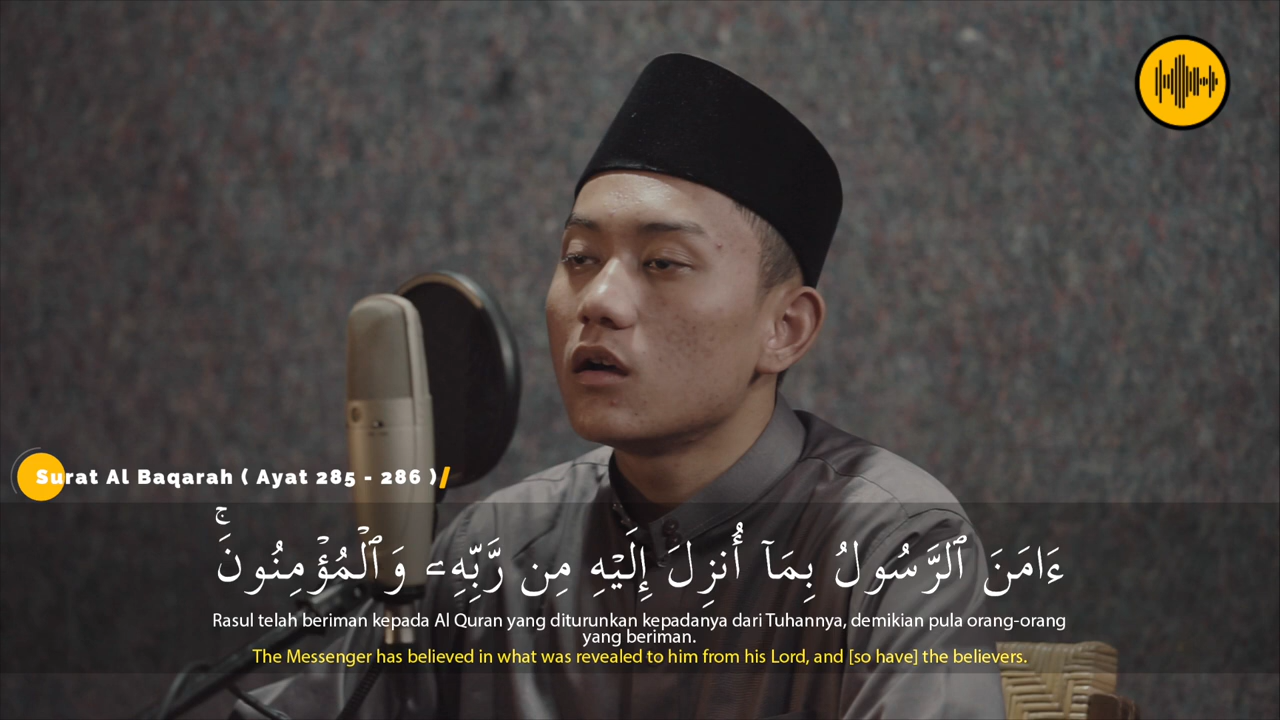 Surat Al Baqarah ( Ayat 285 - 286 )/
ءَامَنَ ٱلرَّسُولُ بِمَآ أُنزِلَ إِلَيْهِ مِن رَّبِّهِۦ وَٱلْمُؤْمِنُونَ ۚ
Rasul telah beriman kepada Al Quran yang diturunkan kepadanya dari Tuhannya, demikian pula orang-orang
yang beriman.
The Messenger has believed in what was revealed to him from his Lord, and [so have] the believers.